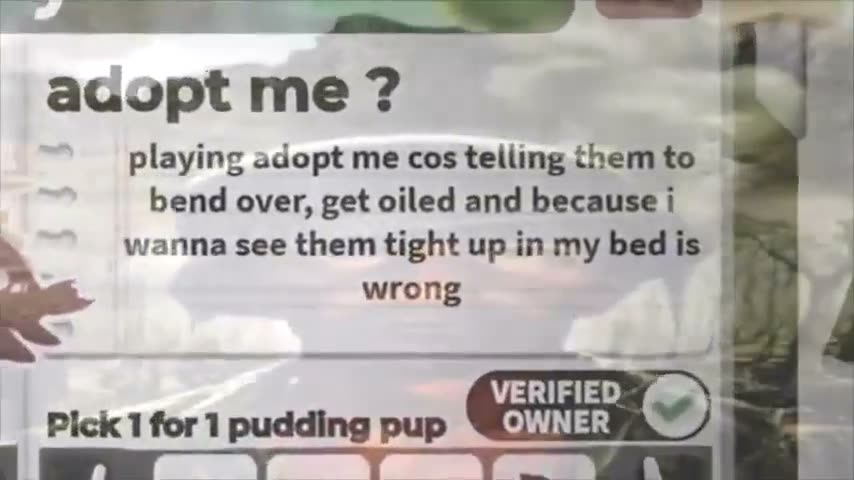 adopt me ?
playing adopt me cos telling them to
bend over, get oiled and because i
wanna see them tight up in my bed is
wrong
Pick 1 for 1 pudding pup
VERIFIED
OWNER